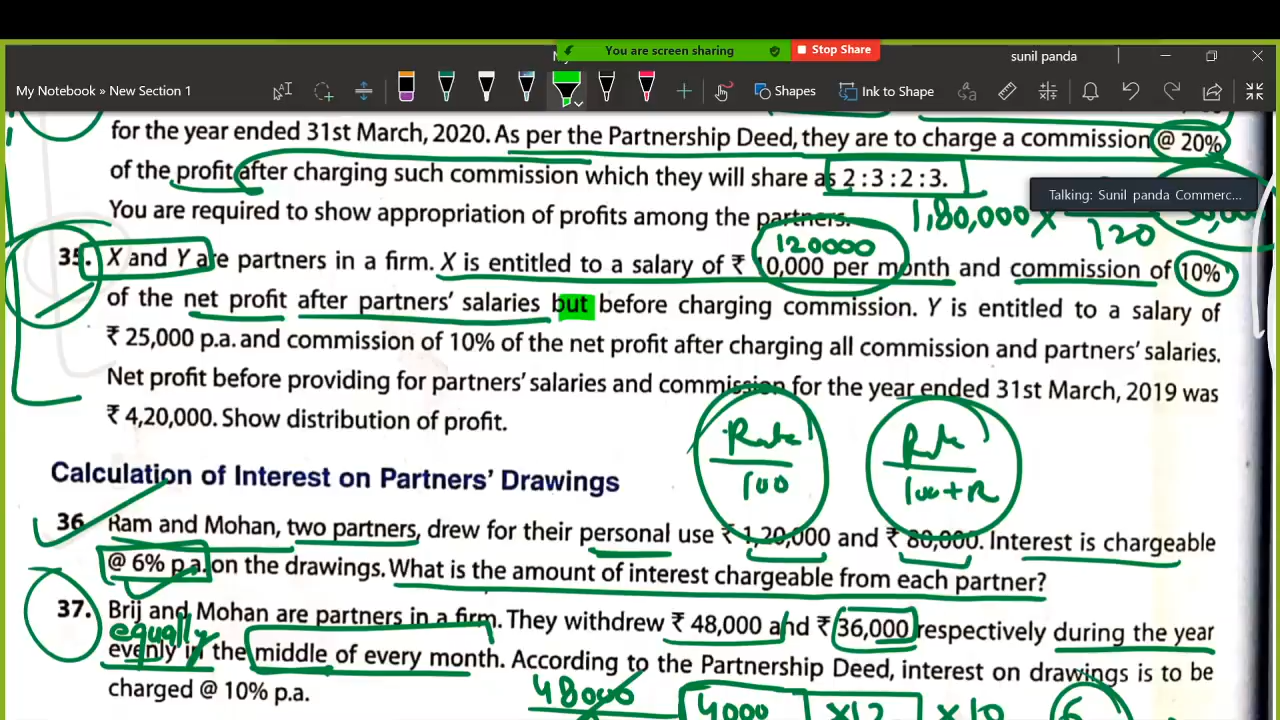 You are screen sharing
Stop Share
sunil panda
My Notebook » New Section 1
Shapes
Ink to Shape
for the year ended 31st March, 2020. As per the Partnership Deed, they are to charge a commission @ 20%
of the profit after charging such commission which they will share as 2 : 3 : 2 : 3.
Talking: Sunil panda Commerc...
You are required to show appropriation of profits among the partners.
1,80,000 ×
120
120000
35. X and Y are partners in a firm. X is entitled to a salary of ₹ 10,000 per month and commission of 10%
of the net profit after partners' salaries but before charging commission. Y is entitled to a salary of
₹ 25,000 p.a. and commission of 10% of the net profit after charging all commission and partners' salaries.
Net profit before providing for partners' salaries and commission for the year ended 31st March, 2019 was
₹ 4,20,000. Show distribution of profit.
Rate
100
Rate
100+R
Calculation of Interest on Partners' Drawings
36. Ram and Mohan, two partners, drew for their personal use ₹ 1,20,000 and ₹ 80,000. Interest is chargeable
@ 6% p.a. on the drawings. What is the amount of interest chargeable from each partner?
37. Brij and Mohan are partners in a firm. They withdrew ₹ 48,000 and ₹ 36,000 respectively during the year
equally
evenly in the middle of every month. According to the Partnership Deed, interest on drawings is to be
charged @ 10% p.a.
48000
4000
×12
×10
6